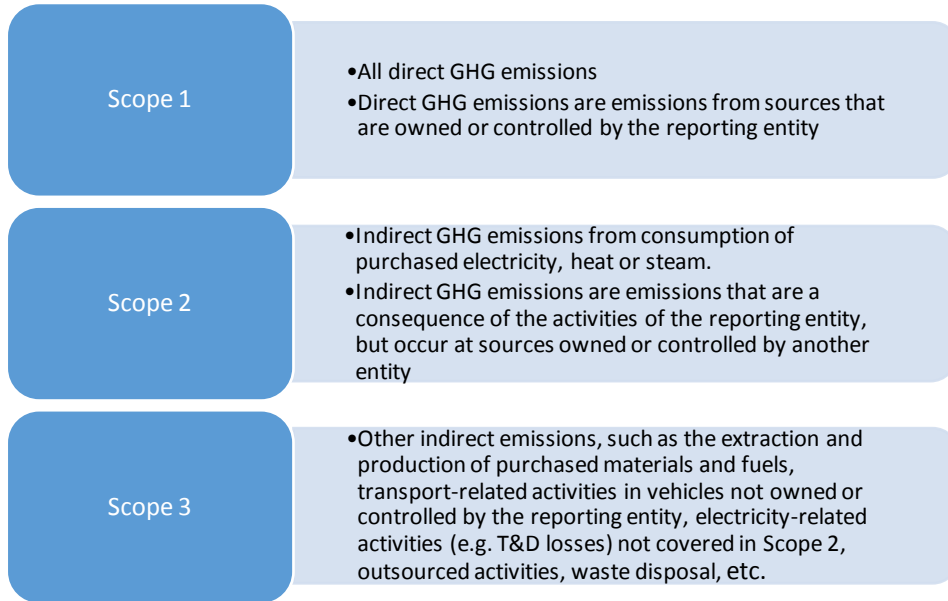 Scope 1
•All direct GHG emissions
•Direct GHG emissions are emissions from sources that
are owned or controlled by the reporting entity
Scope 2
•Indirect GHG emissions from consumption of
purchased electricity, heat or steam.
•Indirect GHG emissions are emissions that are a
consequence of the activities of the reporting entity,
but occur at sources owned or controlled by another
entity
Scope 3
•Other indirect emissions, such as the extraction and
production of purchased materials and fuels,
transport-related activities in vehicles not owned or
controlled by the reporting entity, electricity-related
activities (e.g. T&D losses) not covered in Scope 2,
outsourced activities, waste disposal, etc.